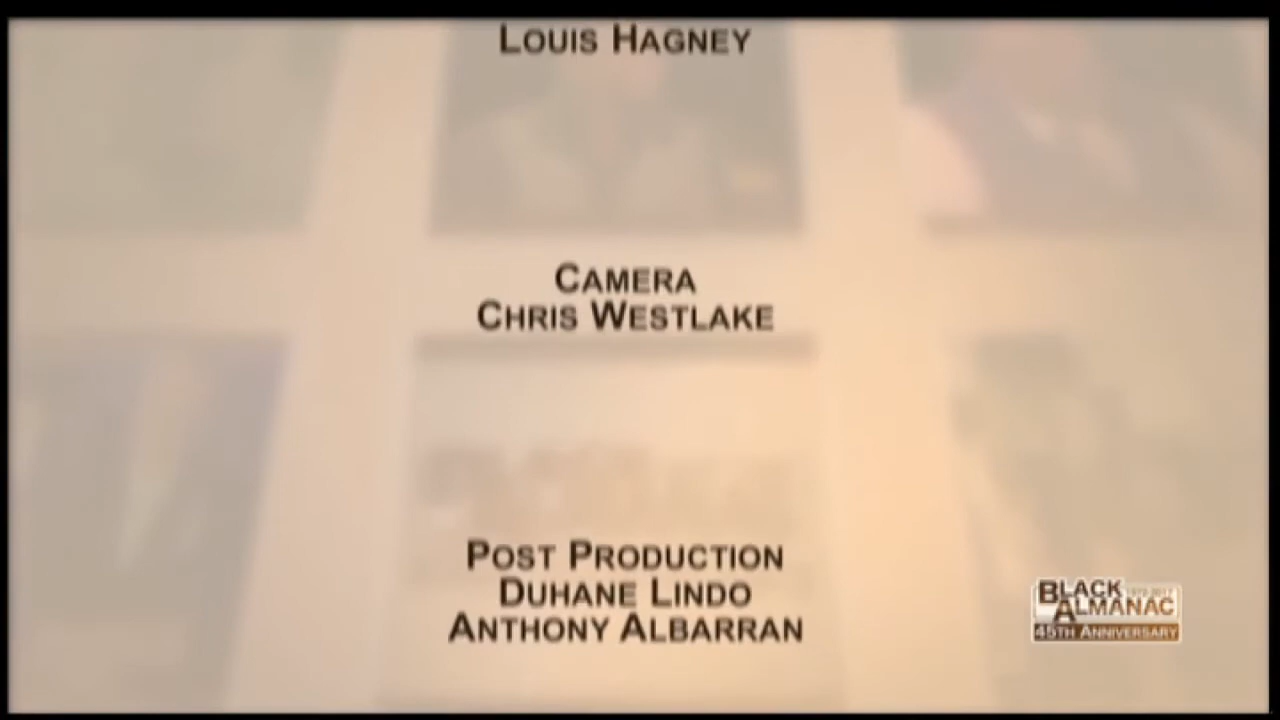 LOUIS HAGNEY
CAMERA
CHRIS WESTLAKE
POST PRODUCTION
DUHANE LINDO
ANTHONY ALBARRAN
BLACK
ALMANAC
45TH ANNIVERSARY